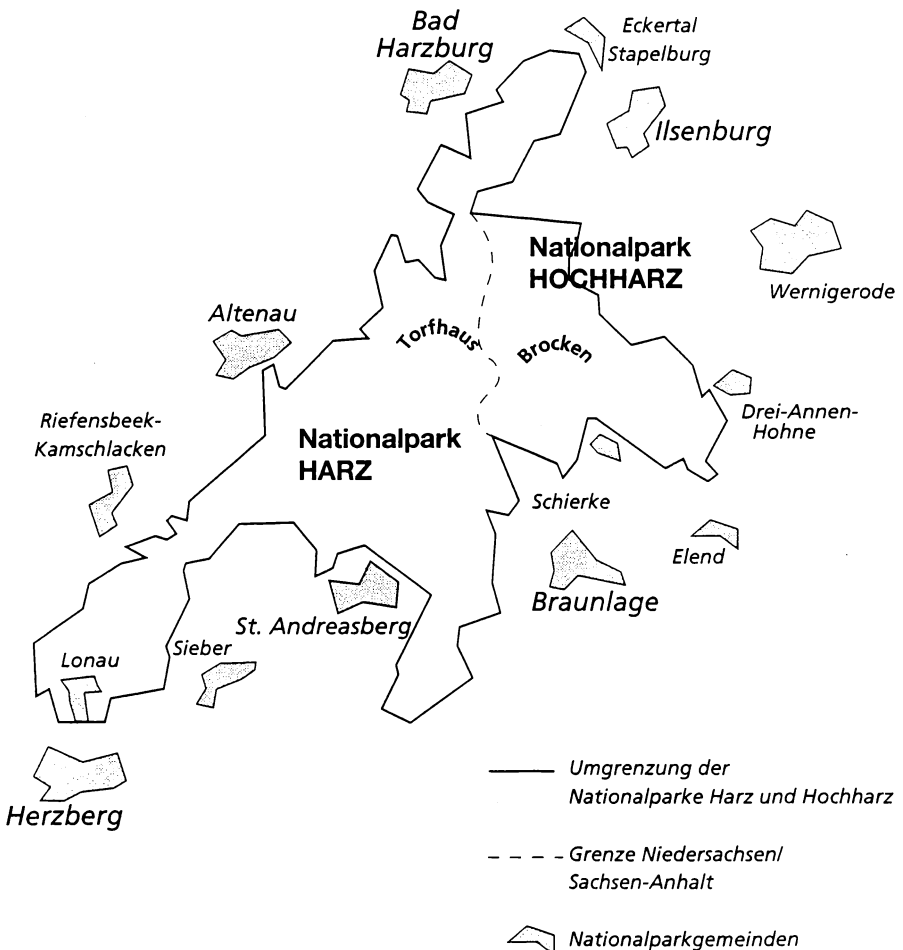 Bad
Harzburg
Eckertal
Stapelburg
Ilsenburg
Nationalpark
HOCHHARZ
Wernigerode
Altenau
Torfhaus
Brocken
Riefensbeek-
Kamschlacken
Nationalpark
HARZ
Drei-Annen-
Hohne
Schierke
Elend
Braunlage
St. Andreasberg
Sieber
Lonau
Herzberg
Umgrenzung der
Nationalparke Harz und Hochharz
Grenze Niedersachsen/
Sachsen-Anhalt
Nationalparkgemeinden